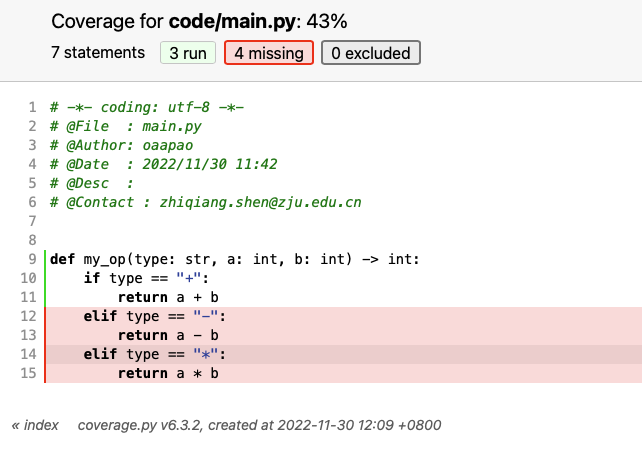 Coverage for code/main.py: 43%
7 statements 3 run 4 missing 0 excluded
1 # -*- coding: utf-8 -*-
2 # @File  : main.py
3 # @Author: oaapao
4 # @Date  : 2022/11/30 11:42
5 # @Desc  :
6 # @Contact : zhiqiang.shen@zju.edu.cn
7
8
9 def my_op(type: str, a: int, b: int) -> int:
10     if type == "+":
11         return a + b
12     elif type == "-":
13         return a - b
14     elif type == "*":
15         return a * b
« index coverage.py v6.3.2, created at 2022-11-30 12:09 +0800